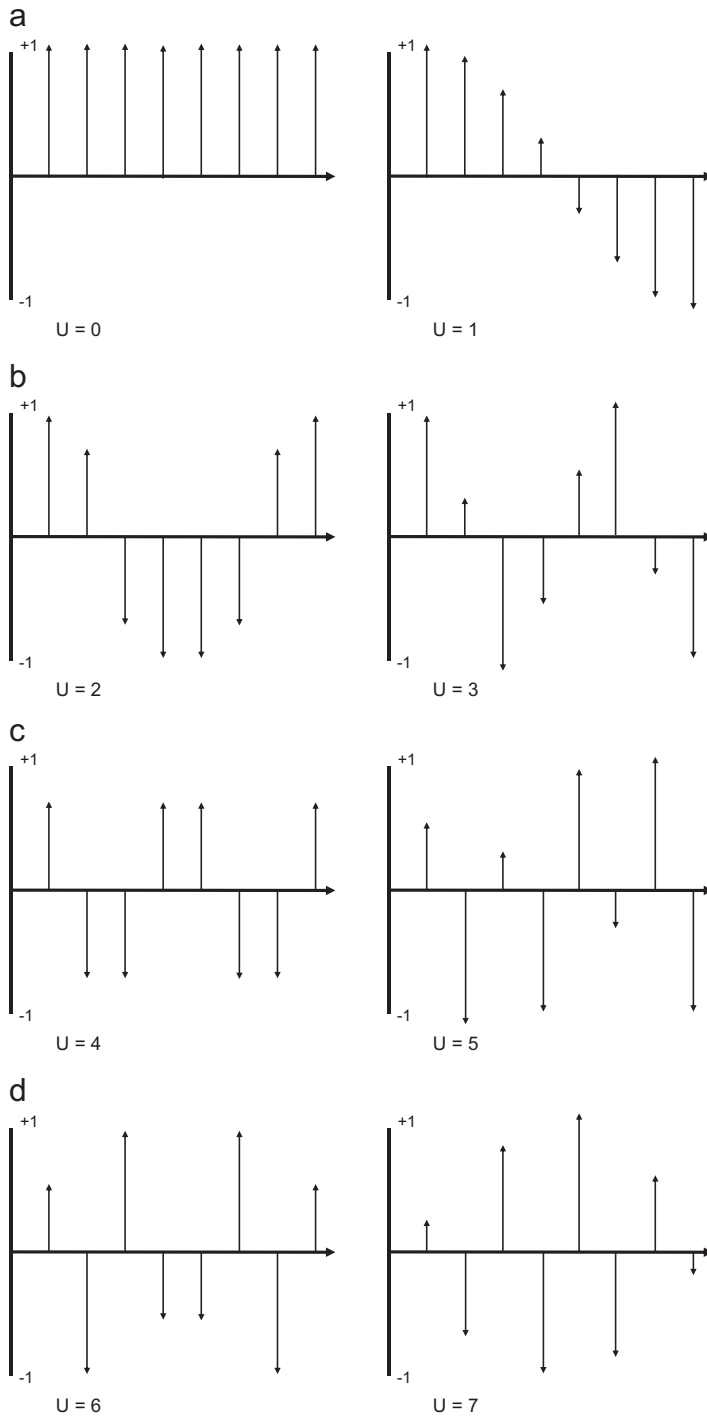 a
+1 +1
-1 -1
U = 0 U = 1
b
+1 +1
-1 -1
U = 2 U = 3
c
+1 +1
-1 -1
U = 4 U = 5
d
+1 +1
-1 -1
U = 6 U = 7